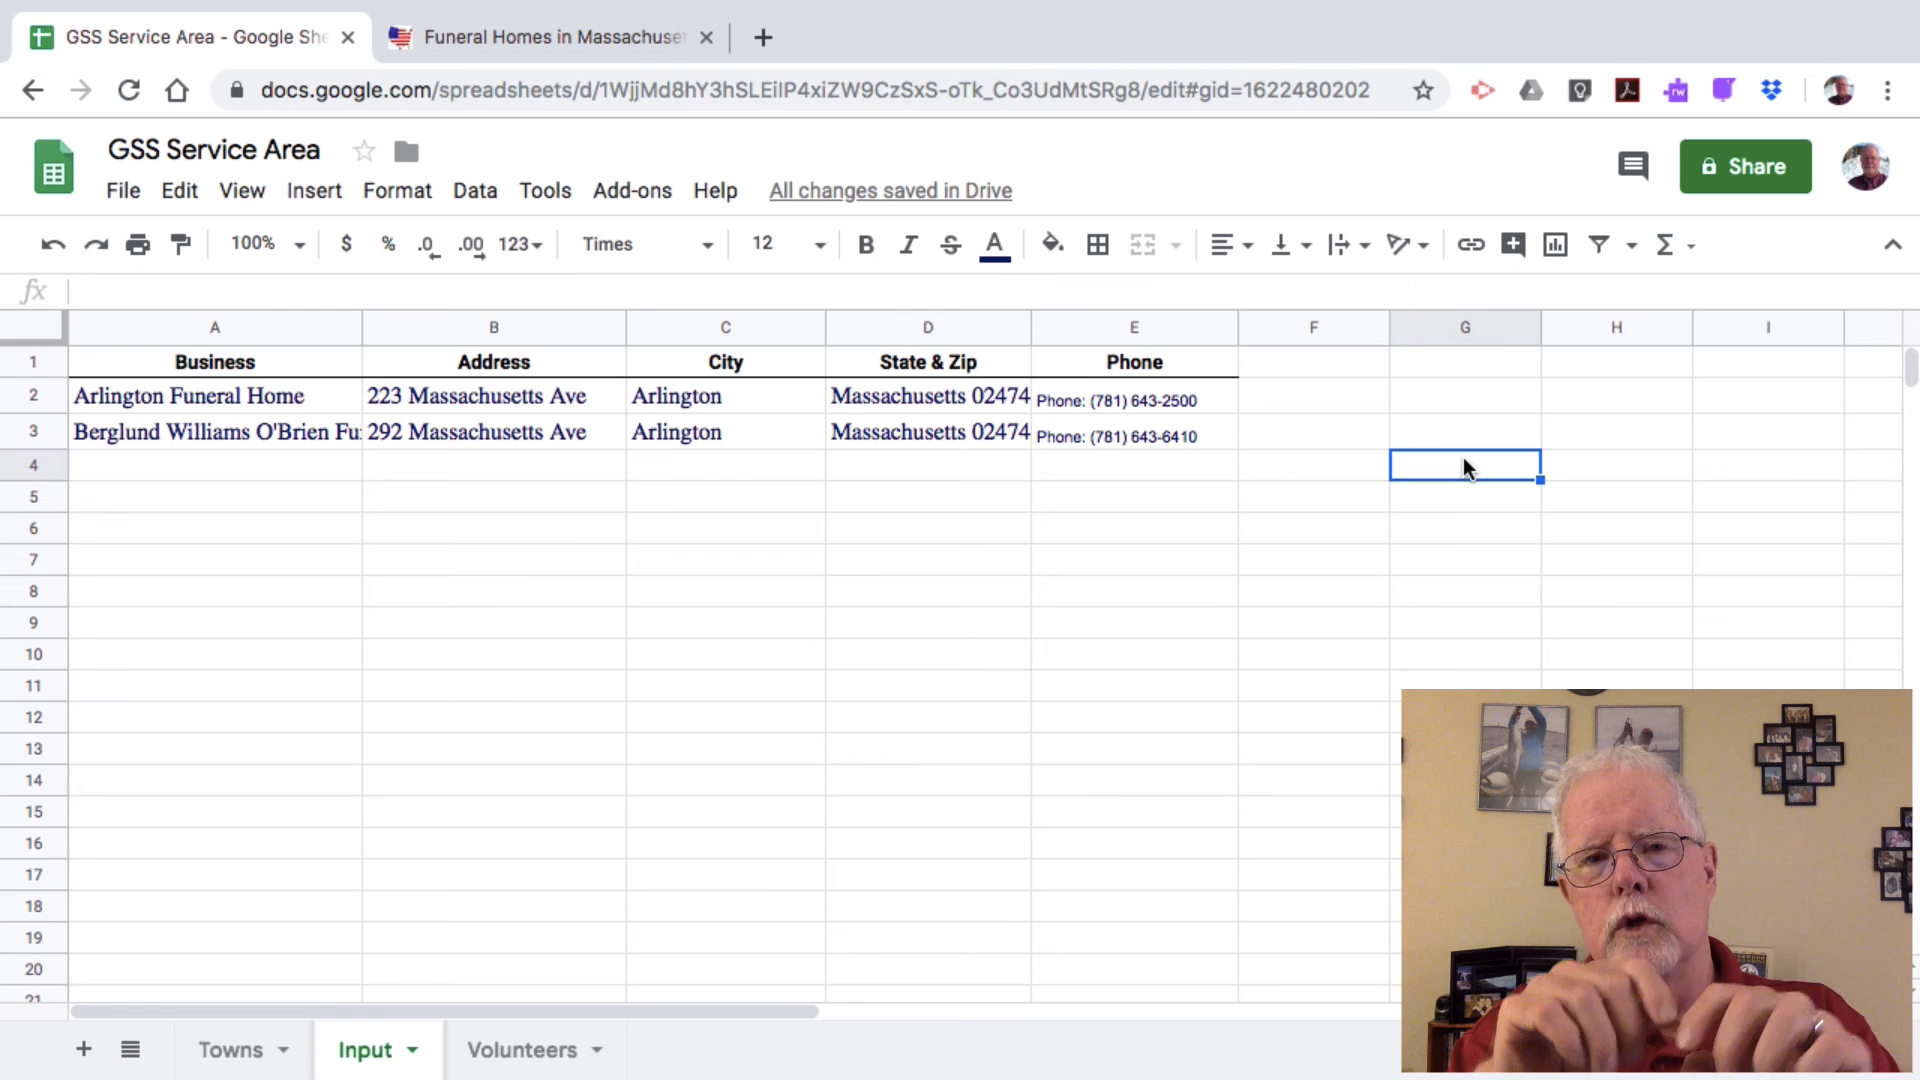 GSS Service Area - Google She
Funeral Homes in Massachuset
docs.google.com/spreadsheets/d/1WjjMd8hY3hSLEiIP4xiZW9CzSxS-oTk_Co3UdMtSRg8/edit#gid=1622480202
rw
GSS Service Area
Share
File Edit View Insert Format Data Tools Add-ons Help All changes saved in Drive
100% $ % .0 .00 123 Times 12 B I S A Σ
fx
A B C D E F G H I
1 Business Address City State & Zip Phone
2 Arlington Funeral Home 223 Massachusetts Ave Arlington Massachusetts 02474 Phone: (781) 643-2500
3 Berglund Williams O'Brien Fu 292 Massachusetts Ave Arlington Massachusetts 02474 Phone: (781) 643-6410
4
5
6
7
8
9
10
11
12
13
14
15
16
17
18
19
20
21
Towns Input Volunteers